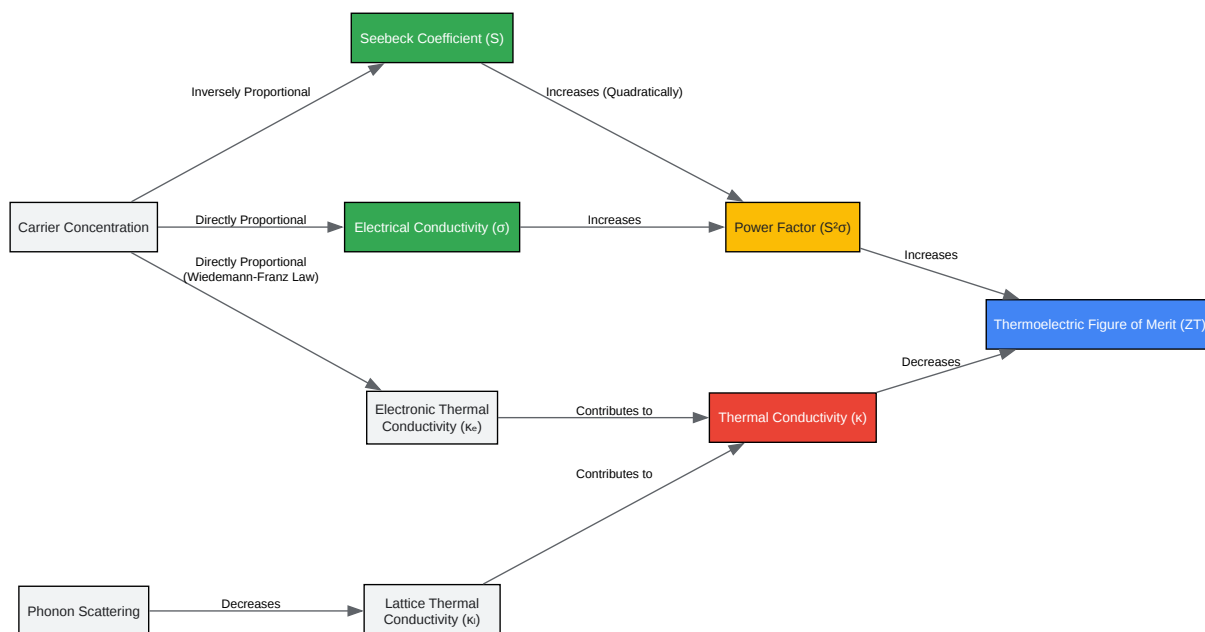 Seebeck Coefficient (S)
Inversely Proportional
Increases (Quadratically)
Carrier Concentration
Directly Proportional
Electrical Conductivity (σ)
Increases
Power Factor (S²σ)
Directly Proportional
(Wiedemann-Franz Law)
Increases
Thermoelectric Figure of Merit (ZT)
Decreases
Electronic Thermal
Conductivity (κₑ)
Contributes to
Thermal Conductivity (κ)
Contributes to
Phonon Scattering
Decreases
Lattice Thermal
Conductivity (κₗ)